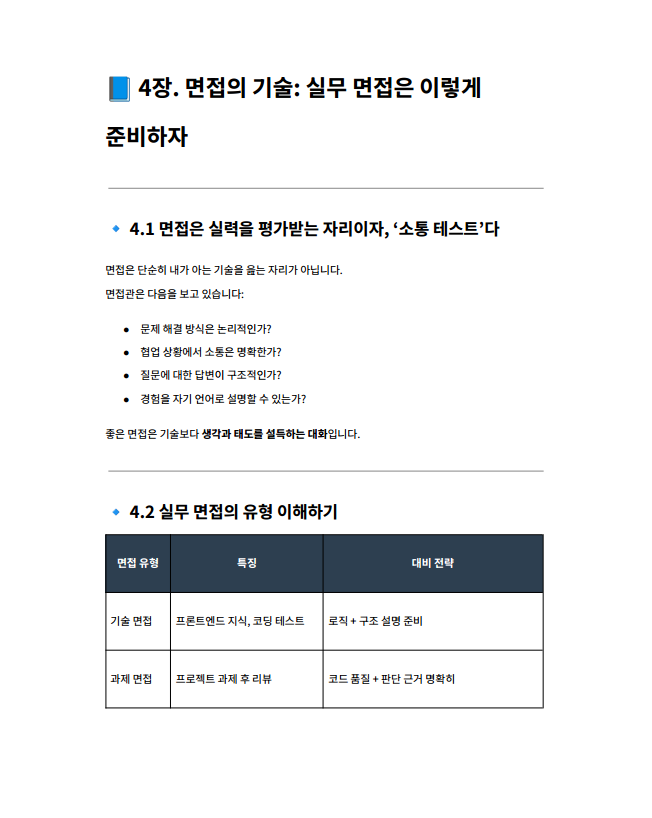 📘 4장. 면접의 기술: 실무 면접은 이렇게
준비하자
🔹 4.1 면접은 실력을 평가받는 자리이자, ‘소통 테스트’다
면접은 단순히 내가 아는 기술을 읊는 자리가 아닙니다.
면접관은 다음을 보고 있습니다:
● 문제 해결 방식은 논리적인가?
● 협업 상황에서 소통은 명확한가?
● 질문에 대한 답변이 구조적인가?
● 경험을 자기 언어로 설명할 수 있는가?
좋은 면접은 기술보다 생각과 태도를 설득하는 대화입니다.
🔹 4.2 실무 면접의 유형 이해하기
면접 유형 특징 대비 전략
기술 면접 프론트엔드 지식, 코딩 테스트 로직 + 구조 설명 준비
과제 면접 프로젝트 과제 후 리뷰 코드 품질 + 판단 근거 명확히